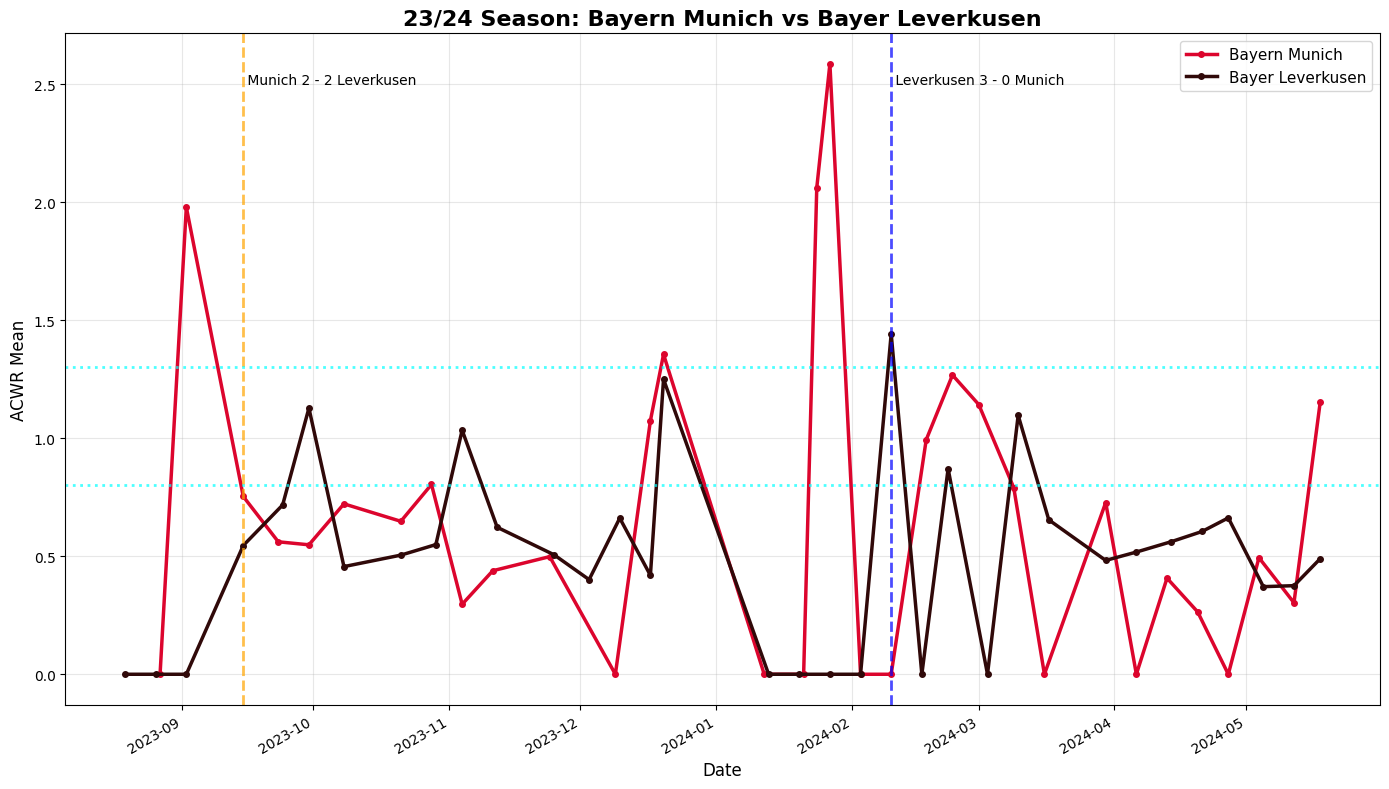 23/24 Season: Bayern Munich vs Bayer Leverkusen
Munich 2 - 2 Leverkusen
Leverkusen 3 - 0 Munich
Bayern Munich
Bayer Leverkusen
ACWR Mean
2.5
2.0
1.5
1.0
0.5
0.0
2023-09
2023-10
2023-11
2023-12
2024-01
2024-02
2024-03
2024-04
2024-05
Date